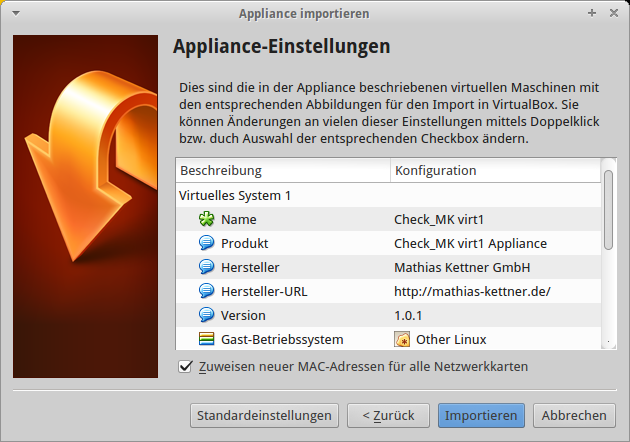 Appliance importieren
Appliance-Einstellungen
Dies sind die in der Appliance beschriebenen virtuellen Maschinen mit
den entsprechenden Abbildungen für den Import in VirtualBox. Sie
können Änderungen an vielen dieser Einstellungen mittels Doppelklick
bzw. duch Auswahl der entsprechenden Checkbox ändern.
Beschreibung Konfiguration
Virtuelles System 1
Name Check_MK virt1
Produkt Check_MK virt1 Appliance
Hersteller Mathias Kettner GmbH
Hersteller-URL http://mathias-kettner.de/
Version 1.0.1
Gast-Betriebssystem Other Linux
Zuweisen neuer MAC-Adressen für alle Netzwerkkarten
Standardeinstellungen < Zurück Importieren Abbrechen